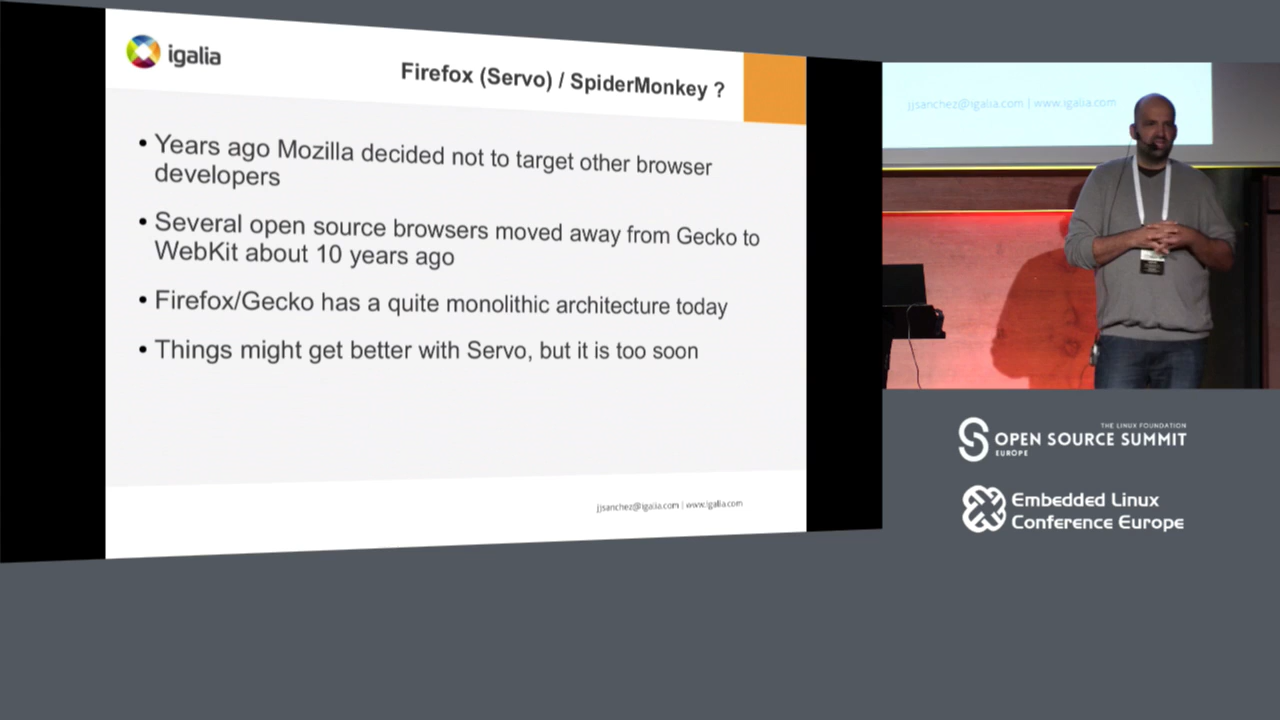 igalia
Firefox (Servo) / SpiderMonkey ?
• Years ago Mozilla decided not to target other browser
developers
• Several open source browsers moved away from Gecko to
WebKit about 10 years ago
• Firefox/Gecko has a quite monolithic architecture today
• Things might get better with Servo, but it is too soon
jjsanchez@igalia.com | www.igalia.com
jjsanchez@igalia.com | www.igalia.com
THE LINUX FOUNDATION
OPEN SOURCE SUMMIT
EUROPE
Embedded Linux
Conference Europe